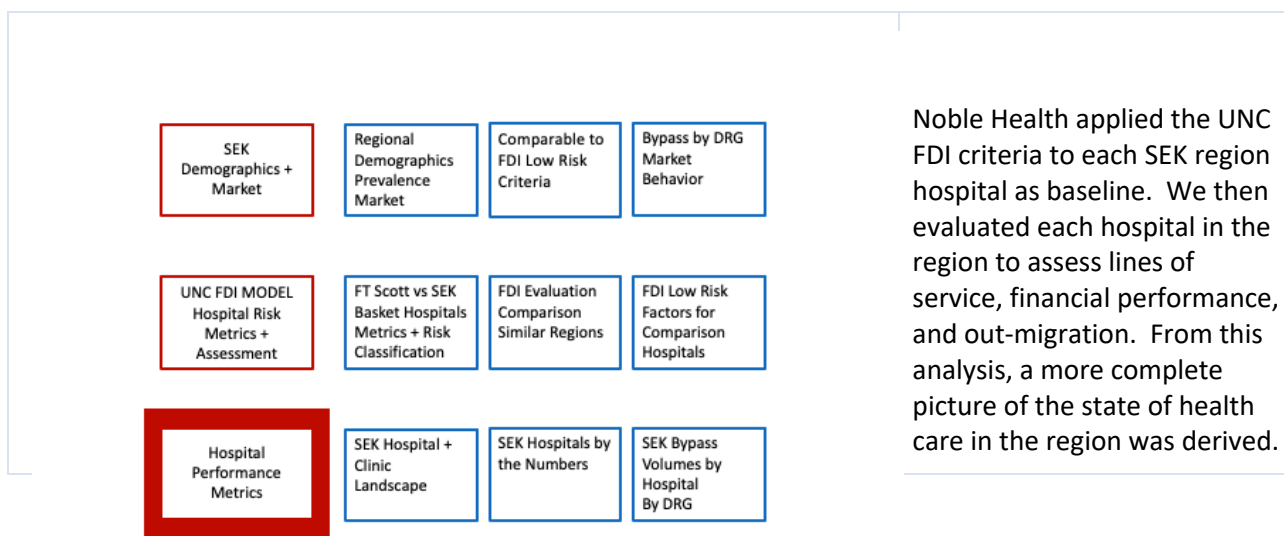 SEK
Demographics +
Market
Regional
Demographics
Prevalence
Market
Comparable to
FDI Low Risk
Criteria
Bypass by DRG
Market
Behavior
UNC FDI MODEL
Hospital Risk
Metrics +
Assessment
FT Scott vs SEK
Basket Hospitals
Metrics + Risk
Classification
FDI Evaluation
Comparison
Similar Regions
FDI Low Risk
Factors for
Comparison
Hospitals
Hospital
Performance
Metrics
SEK Hospital +
Clinic
Landscape
SEK Hospitals by
the Numbers
SEK Bypass
Volumes by
Hospital
By DRG
Noble Health applied the UNC
FDI criteria to each SEK region
hospital as baseline.  We then
evaluated each hospital in the
region to assess lines of
service, financial performance,
and out-migration.  From this
analysis, a more complete
picture of the state of health
care in the region was derived.